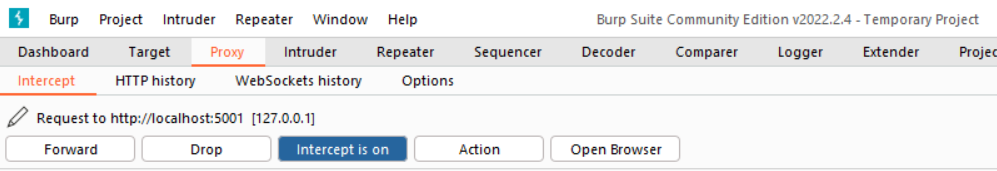 Burp Project Intruder Repeater Window Help Burp Suite Community Edition v2022.2.4 - Temporary Project
Dashboard Target Proxy Intruder Repeater Sequencer Decoder Comparer Logger Extender Projec
Intercept HTTP history WebSockets history Options
Request to http://localhost:5001 [127.0.0.1]
Forward Drop Intercept is on Action Open Browser